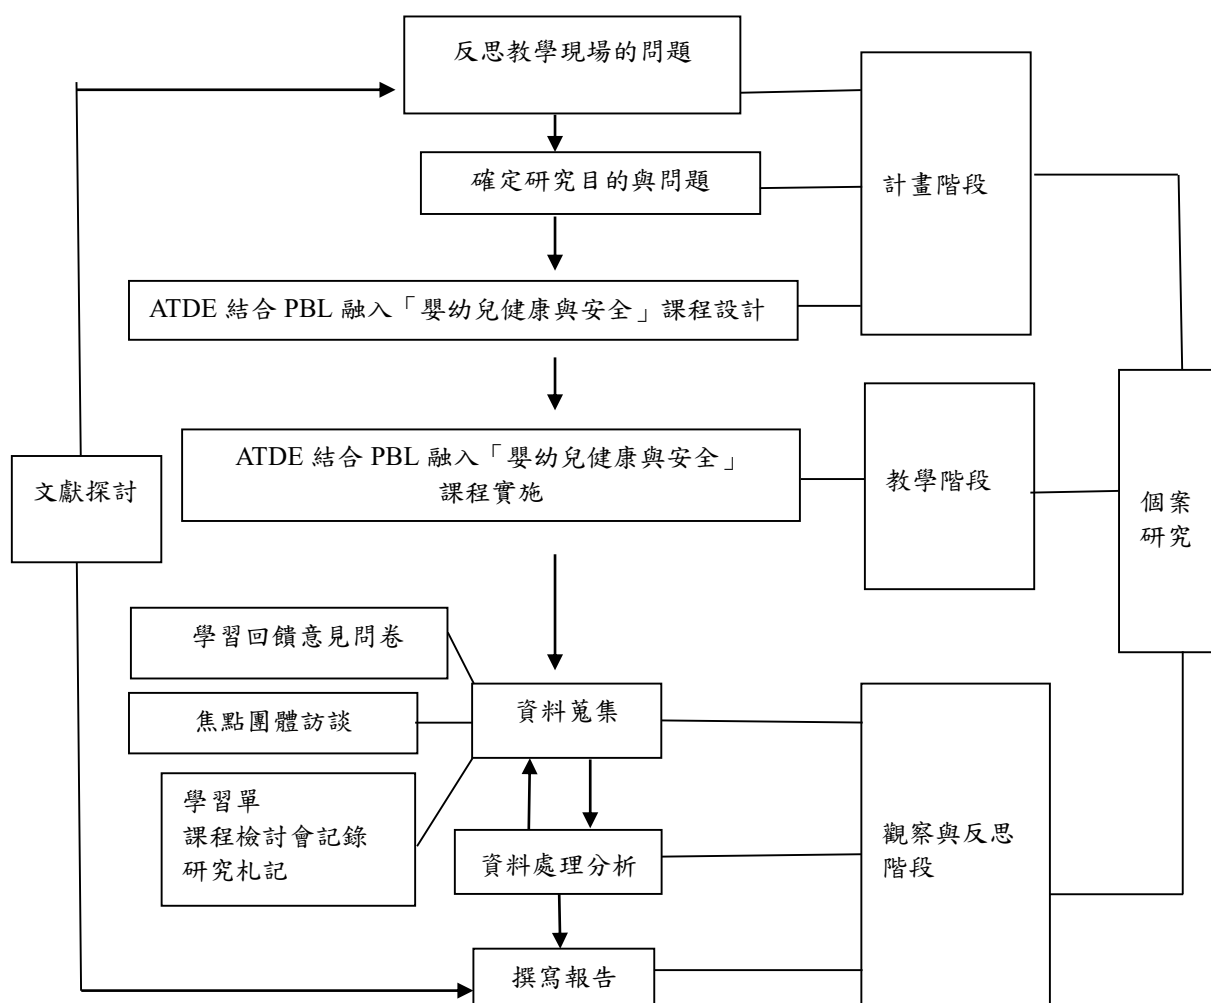 反思教學現場的問題
確定研究目的與問題
計畫階段
ATDE 結合 PBL 融入「嬰幼兒健康與安全」課程設計
ATDE 結合 PBL 融入「嬰幼兒健康與安全」
課程實施
教學階段
文獻探討
個案
研究
學習回饋意見問卷
資料蒐集
焦點團體訪談
學習單
課程檢討會記錄
研究札記
資料處理分析
觀察與反思
階段
撰寫報告